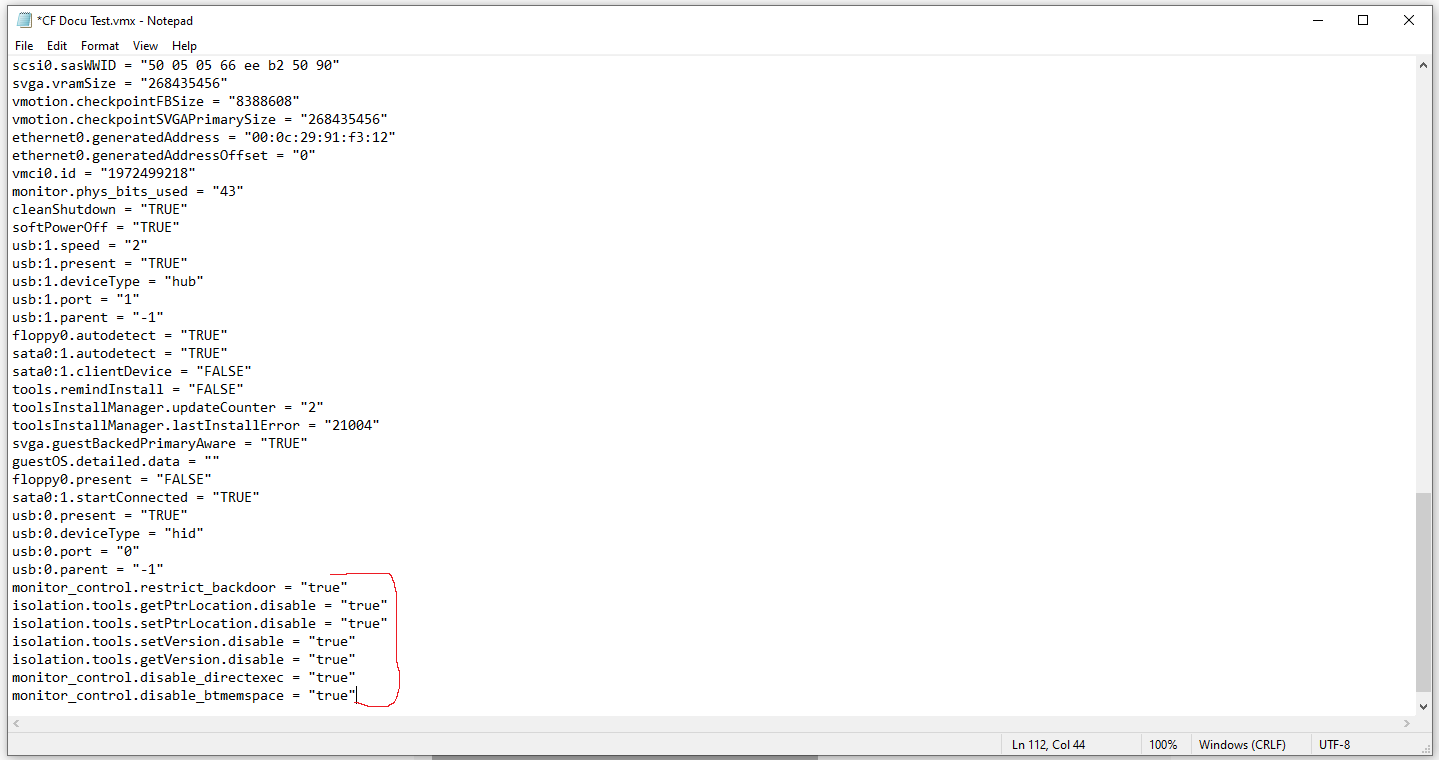 *CF Docu Test.vmx - Notepad
File Edit Format View Help
scsi0.sasWWID = "50 05 05 66 ee b2 50 90"
svga.vramSize = "268435456"
vmotion.checkpointFBSize = "8388608"
vmotion.checkpointSVGAPrimarySize = "268435456"
ethernet0.generatedAddress = "00:0c:29:91:f3:12"
ethernet0.generatedAddressOffset = "0"
vmci0.id = "1972499218"
monitor.phys_bits_used = "43"
cleanShutdown = "TRUE"
softPowerOff = "TRUE"
usb:1.speed = "2"
usb:1.present = "TRUE"
usb:1.deviceType = "hub"
usb:1.port = "1"
usb:1.parent = "-1"
floppy0.autodetect = "TRUE"
sata0:1.autodetect = "TRUE"
sata0:1.clientDevice = "FALSE"
tools.remindInstall = "FALSE"
toolsInstallManager.updateCounter = "2"
toolsInstallManager.lastInstallError = "21004"
svga.guestBackedPrimaryAware = "TRUE"
guestOS.detailed.data = ""
floppy0.present = "FALSE"
sata0:1.startConnected = "TRUE"
usb:0.present = "TRUE"
usb:0.deviceType = "hid"
usb:0.port = "0"
usb:0.parent = "-1"
monitor_control.restrict_backdoor = "true"
isolation.tools.getPtrLocation.disable = "true"
isolation.tools.setPtrLocation.disable = "true"
isolation.tools.setVersion.disable = "true"
isolation.tools.getVersion.disable = "true"
monitor_control.disable_directexec = "true"
monitor_control.disable_btmemspace = "true"
Ln 112, Col 44 100% Windows (CRLF) UTF-8